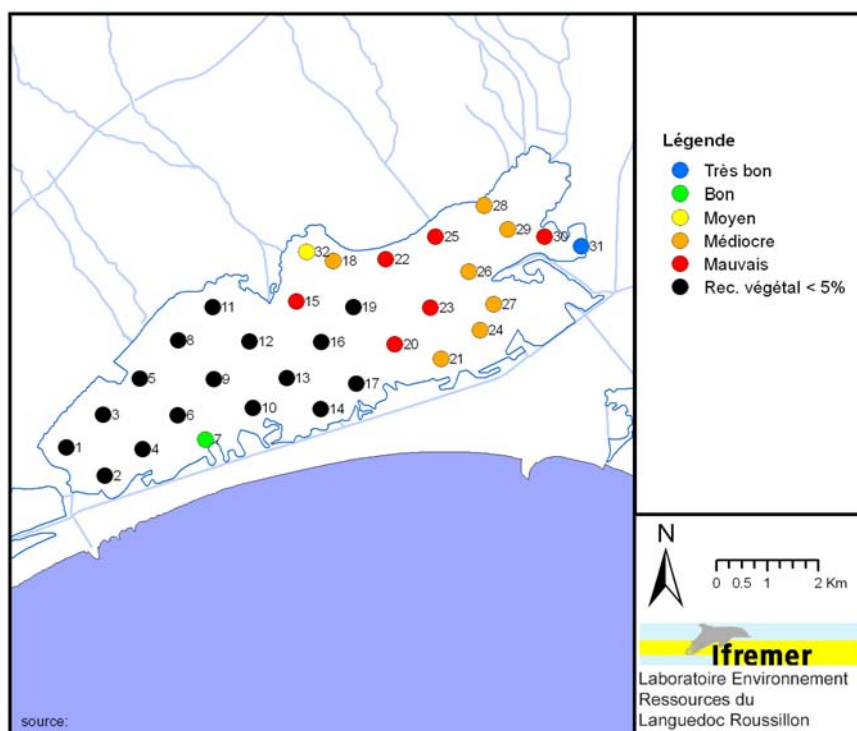 28
29
30
31
25
32
18
22
26
15
19
23
27
11
24
8
12
16
20
21
5
9
13
17
3
6
10
14
7
1
4
2
source:
Légende
Très bon
Bon
Moyen
Médiocre
Mauvais
Rec. végétal < 5%
N
0 0.5 1 2 Km
Ifremer
Laboratoire Environnement
Ressources du
Languedoc Roussillon